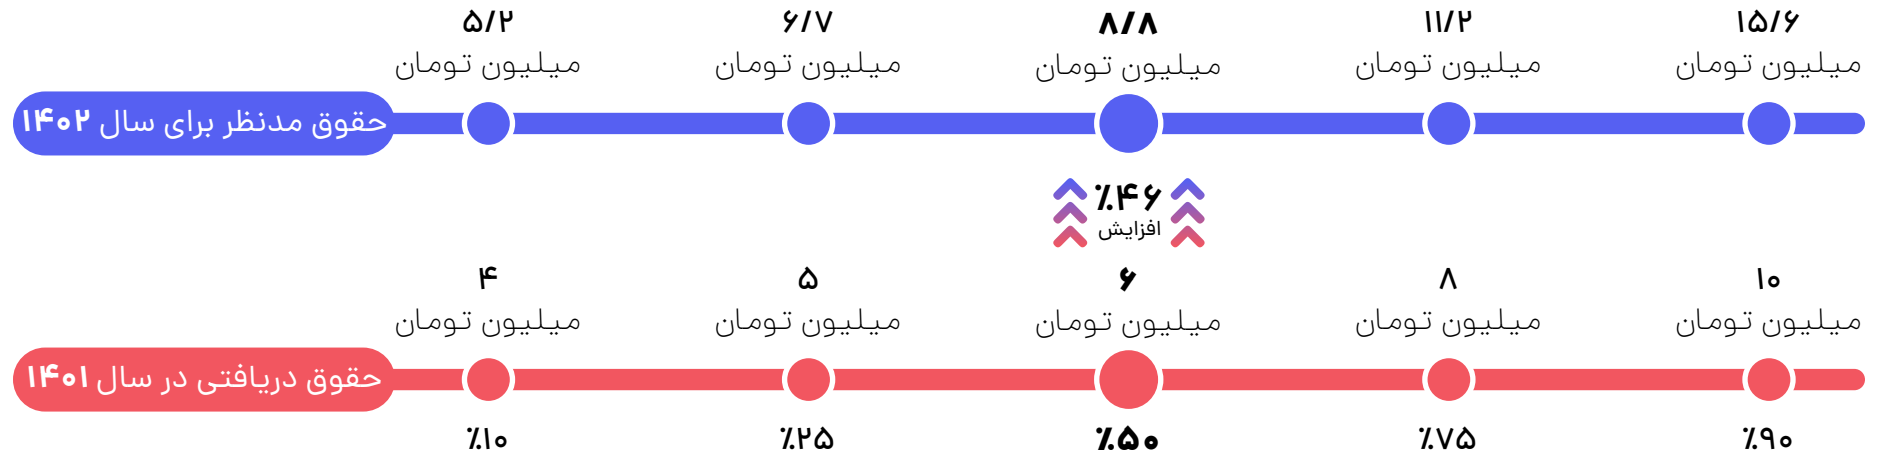 ۵/۲
میلیون تومان
۶/۷
میلیون تومان
۸/۸
میلیون تومان
۱۱/۲
میلیون تومان
۱۵/۶
میلیون تومان
حقوق مدنظر برای سال ۱۴۰۲
٪۴۶
افزایش
۴
میلیون تومان
۵
میلیون تومان
۶
میلیون تومان
۸
میلیون تومان
۱۰
میلیون تومان
حقوق دریافتی در سال ۱۴۰۱
٪۱۰
٪۲۵
٪۵۰
٪۷۵
٪۹۰